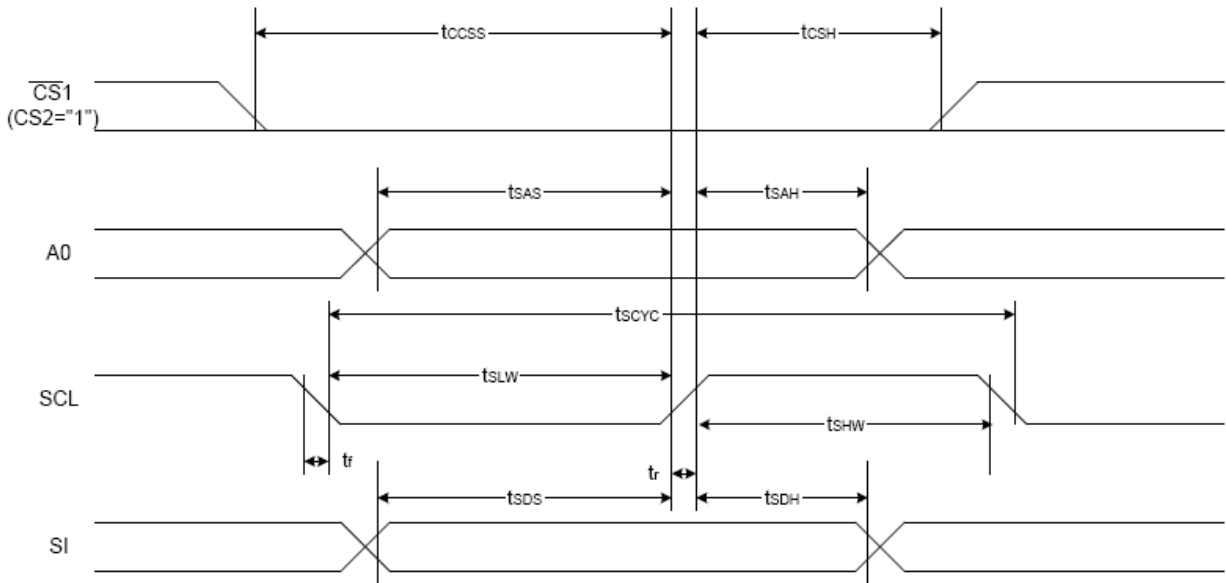 tCCSS tCSH
CS1
(CS2="1")
tSAS tSAH
A0
tSCYC
tSLW
SCL
tSHW
tf tr
tSDS tSDH
SI